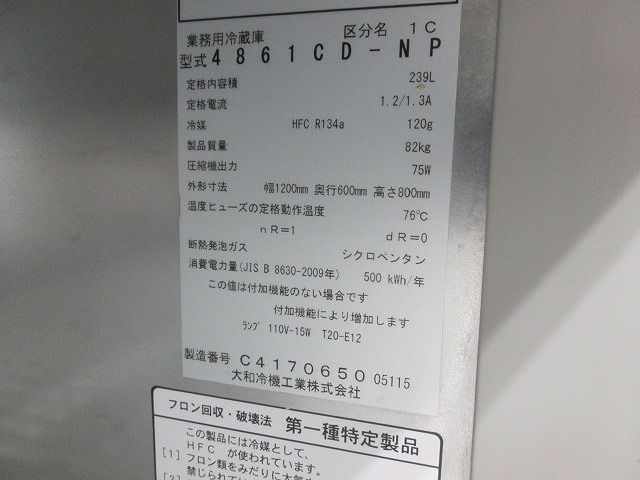 業務用冷蔵庫 区分名 1C
型式 4861CD-NP
定格内容積 239L
定格電流 1.2/1.3A
冷媒 HFC R134a 120g
製品質量 82kg
圧縮機出力 75W
外形寸法 幅1200mm 奥行600mm 高さ800mm
温度ヒューズの定格動作温度 76℃
nR=1 dR=0
断熱発泡ガス シクロペンタン
消費電力量(JIS B 8630-2009年) 500 kWh/年
この値は付加機能のない場合です
付加機能により増加します
ランプ 110V-15W T20-E12
製造番号 C4170650 05115
大和冷機工業株式会社
フロン回収・破壊法 第一種特定製品
この製品には冷媒として、
HFC が使われています。
[1] フロン類をみだりに大気
禁じられてい